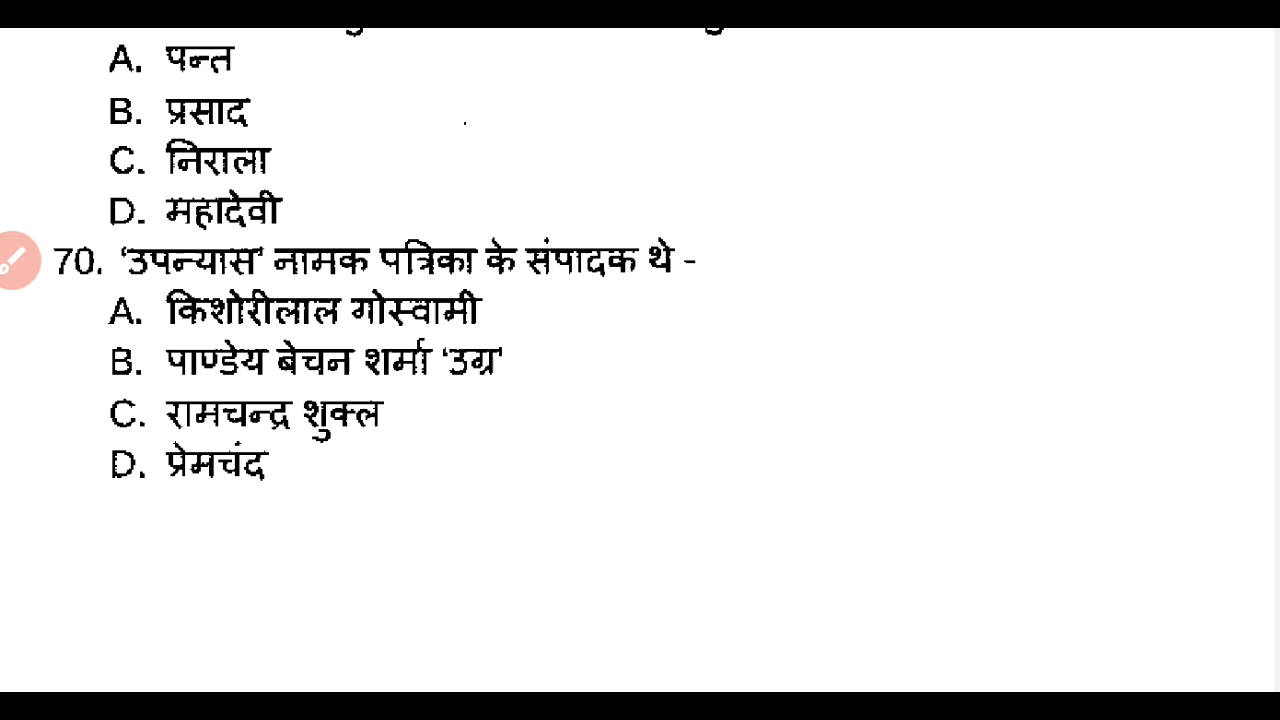 A. पन्त
B. प्रसाद
C. निराला
D. महादेवी
70. 'उपन्यास' नामक पत्रिका के संपादक थे -
A. किशोरीलाल गोस्वामी
B. पाण्डेय बेचन शर्मा 'उग्र'
C. रामचन्द्र शुक्ल
D. प्रेमचंद